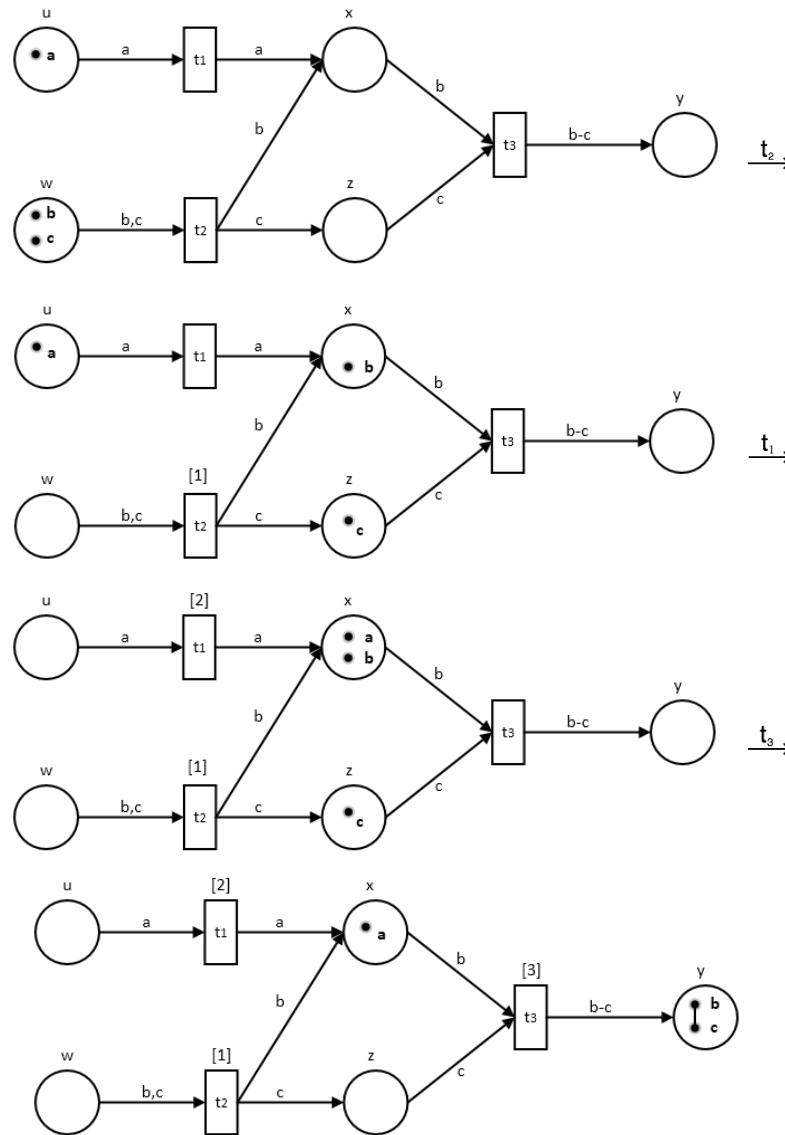 u x
a a a
t1
b
y
b
t3 b-c t2
w z
b b,c c c
c t2
u x
a a a
t1
b
b
y
b
t3 b-c t1
w [1] z
b,c t2 c c c
u [2] x
a t1 a a
b
b
y
b
t3 b-c t3
w [1] z
b,c t2 c c c
u [2] x
a t1 a a
b
[3] y
b
t3 b-c b
c
w [1] z
b,c t2 c c